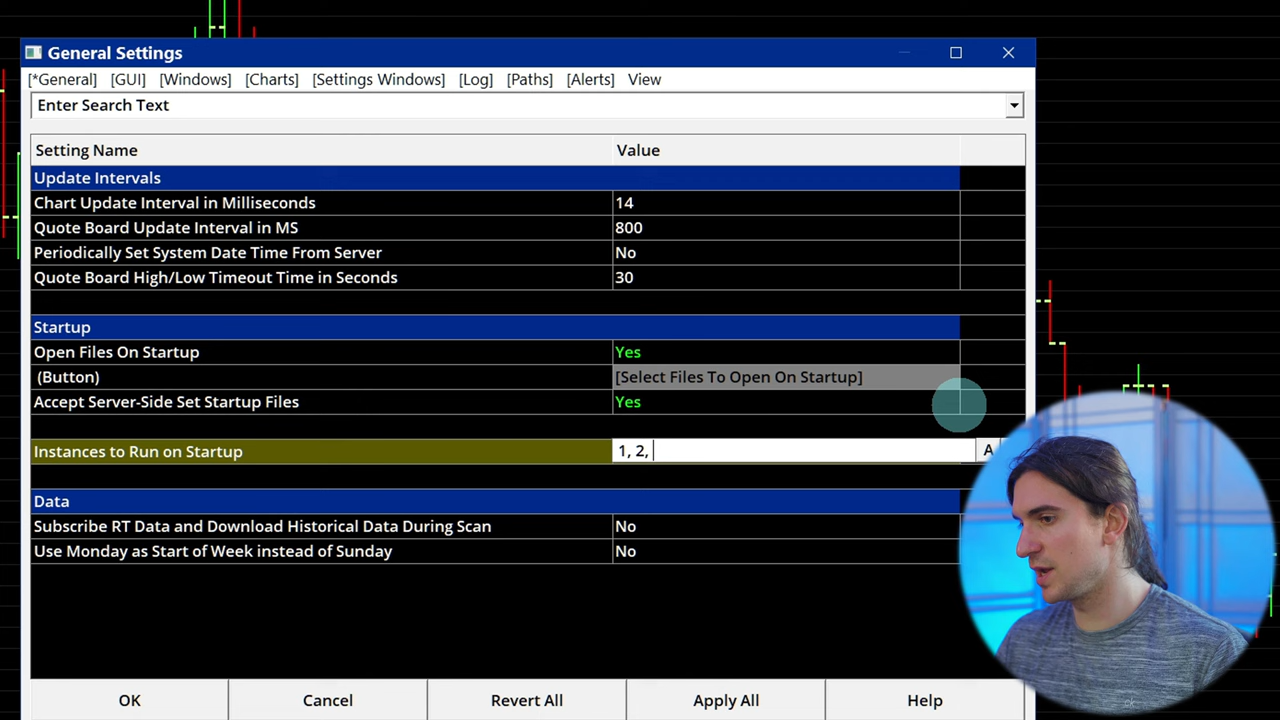 General Settings
[*General] [GUI] [Windows] [Charts] [Settings Windows] [Log] [Paths] [Alerts] View
Enter Search Text
Setting Name Value
Update Intervals
Chart Update Interval in Milliseconds 14
Quote Board Update Interval in MS 800
Periodically Set System Date Time From Server No
Quote Board High/Low Timeout Time in Seconds 30
Startup
Open Files On Startup Yes
(Button) [Select Files To Open On Startup]
Accept Server-Side Set Startup Files Yes
Instances to Run on Startup 1, 2, A
Data
Subscribe RT Data and Download Historical Data During Scan No
Use Monday as Start of Week instead of Sunday No
OK Cancel Revert All Apply All Help